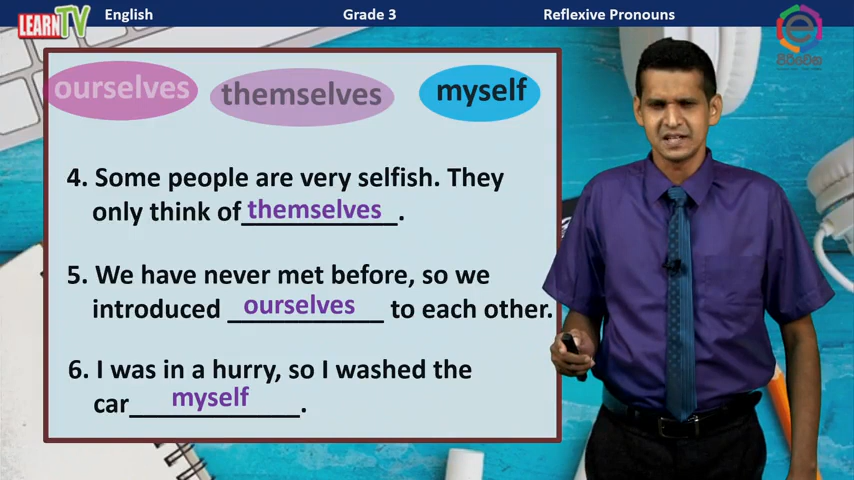 LEARN TV
English
Grade 3
Reflexive Pronouns
ourselves themselves myself
4. Some people are very selfish. They
only think of themselves.
5. We have never met before, so we
introduced ourselves to each other.
6. I was in a hurry, so I washed the
car myself.